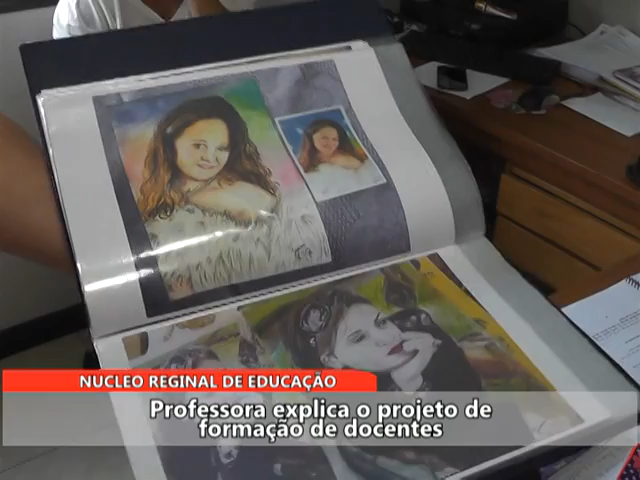 NUCLEO REGINAL DE EDUCAÇÃO
Professora explica o projeto de
formação de docentes